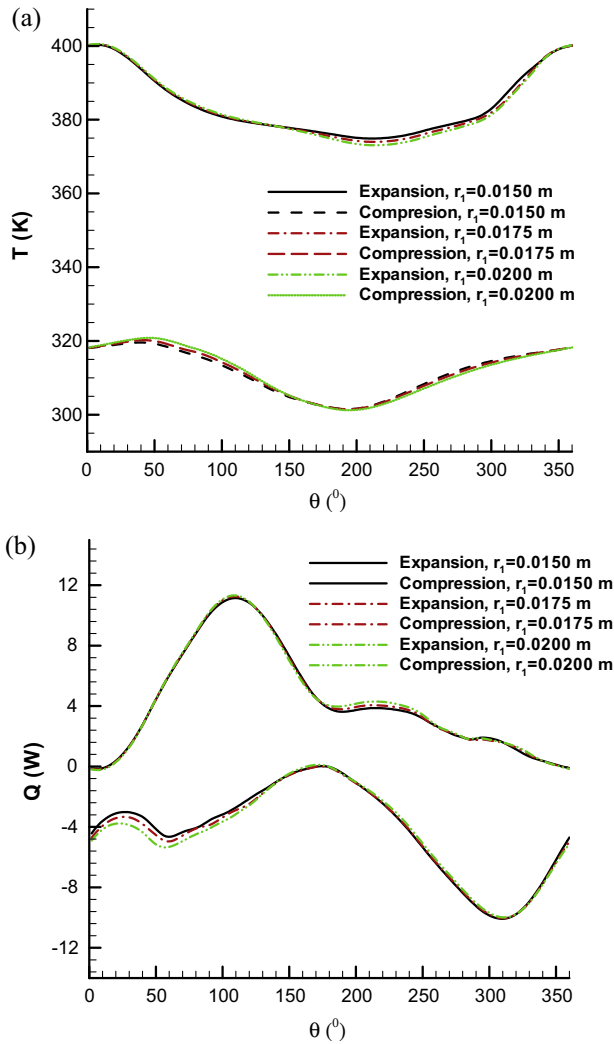 (a)
400
380
360
340
320
300
T (K)
Expansion, r1=0.0150 m
Compresion, r1=0.0150 m
Expansion, r1=0.0175 m
Compression, r1=0.0175 m
Expansion, r1=0.0200 m
Compression, r1=0.0200 m
0 50 100 150 200 250 300 350
θ (⁰)
(b)
12
8
4
0
-4
-8
-12
Q (W)
Expansion, r1=0.0150 m
Compression, r1=0.0150 m
Expansion, r1=0.0175 m
Compression, r1=0.0175 m
Expansion, r1=0.0200 m
Compression, r1=0.0200 m
0 50 100 150 200 250 300 350
θ (⁰)